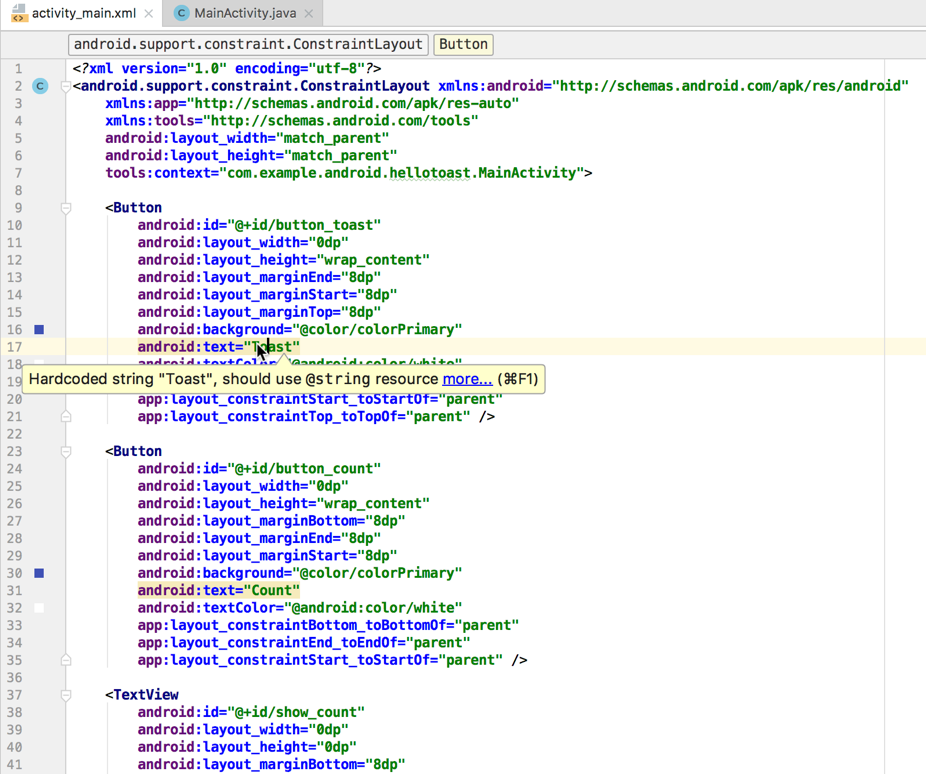 activity_main.xml MainActivity.java
android.support.constraint.ConstraintLayout Button
1 <?xml version="1.0" encoding="utf-8"?>
2 <android.support.constraint.ConstraintLayout xmlns:android="http://schemas.android.com/apk/res/android"
3 xmlns:app="http://schemas.android.com/apk/res-auto"
4 xmlns:tools="http://schemas.android.com/tools"
5 android:layout_width="match_parent"
6 android:layout_height="match_parent"
7 tools:context="com.example.android.hellotoast.MainActivity">
8
9 <Button
10 android:id="@+id/button_toast"
11 android:layout_width="0dp"
12 android:layout_height="wrap_content"
13 android:layout_marginEnd="8dp"
14 android:layout_marginStart="8dp"
15 android:layout_marginTop="8dp"
16 android:background="@color/colorPrimary"
17 android:text="Toast"
18 android:textColor="@android:color/white"
19 Hardcoded string "Toast", should use @string resource more... (⌘F1)
20 app:layout_constraintStart_toStartOf="parent"
21 app:layout_constraintTop_toTopOf="parent" />
22
23 <Button
24 android:id="@+id/button_count"
25 android:layout_width="0dp"
26 android:layout_height="wrap_content"
27 android:layout_marginBottom="8dp"
28 android:layout_marginEnd="8dp"
29 android:layout_marginStart="8dp"
30 android:background="@color/colorPrimary"
31 android:text="Count"
32 android:textColor="@android:color/white"
33 app:layout_constraintBottom_toBottomOf="parent"
34 app:layout_constraintEnd_toEndOf="parent"
35 app:layout_constraintStart_toStartOf="parent" />
36
37 <TextView
38 android:id="@+id/show_count"
39 android:layout_width="0dp"
40 android:layout_height="0dp"
41 android:layout_marginBottom="8dp"